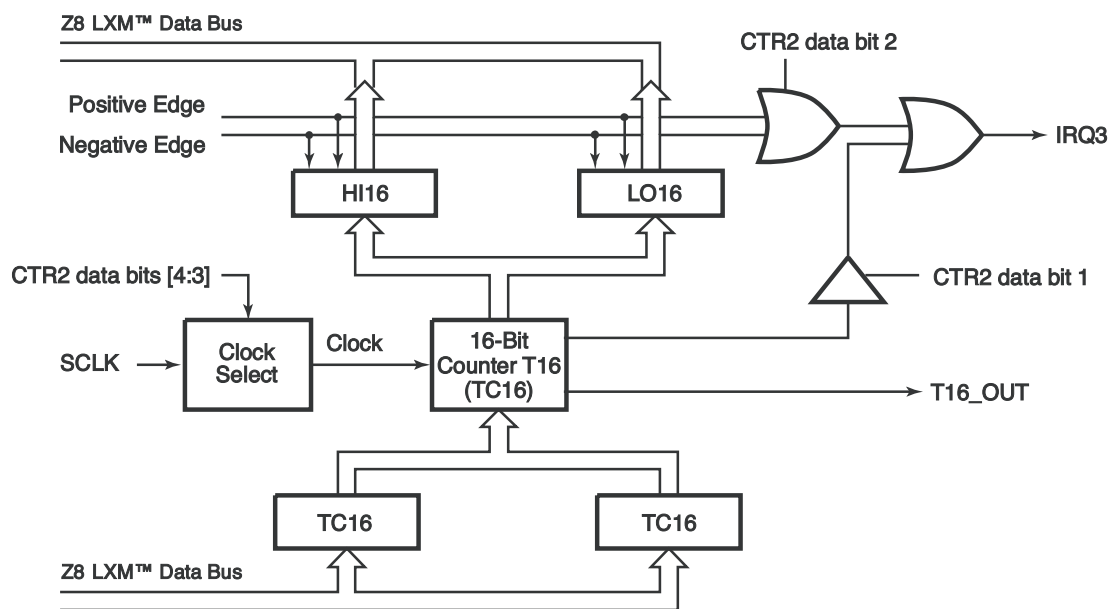 Z8 LXM™ Data Bus
CTR2 data bit 2
Positive Edge
Negative Edge
IRQ3
HI16
LO16
CTR2 data bits [4:3]
CTR2 data bit 1
SCLK
Clock
Select
Clock
16-Bit
Counter T16
(TC16)
T16_OUT
TC16
TC16
Z8 LXM™ Data Bus